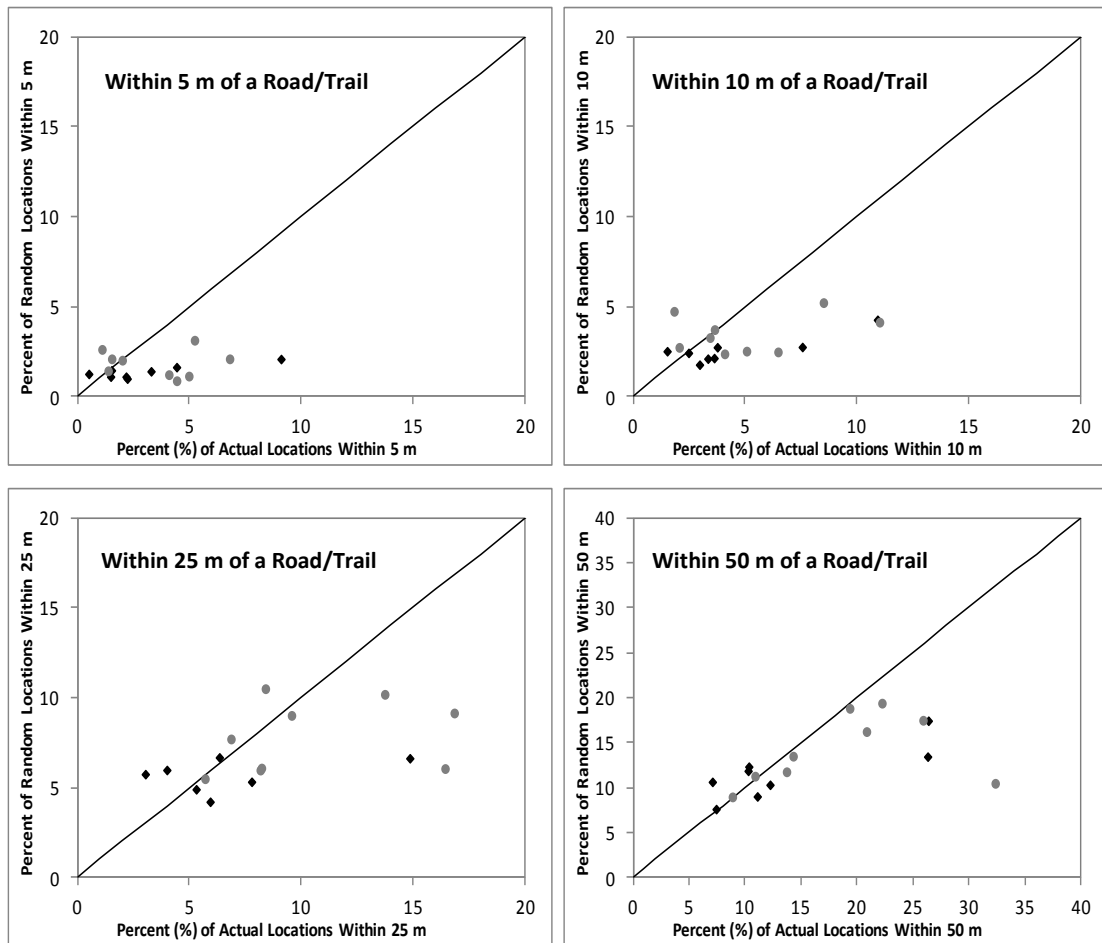 Within 5 m of a Road/Trail
Percent of Random Locations Within 5 m
20
15
10
5
0
0 5 10 15 20
Percent (%) of Actual Locations Within 5 m
Within 10 m of a Road/Trail
Percent of Random Locations Within 10 m
20
15
10
5
0
0 5 10 15 20
Percent (%) of Actual Locations Within 10 m
Within 25 m of a Road/Trail
Percent of Random Locations Within 25 m
20
15
10
5
0
0 5 10 15 20
Percent (%) of Actual Locations Within 25 m
Within 50 m of a Road/Trail
Percent of Random Locations Within 50 m
40
35
30
25
20
15
10
5
0
0 5 10 15 20 25 30 35 40
Percent (%) of Actual Locations Within 50 m